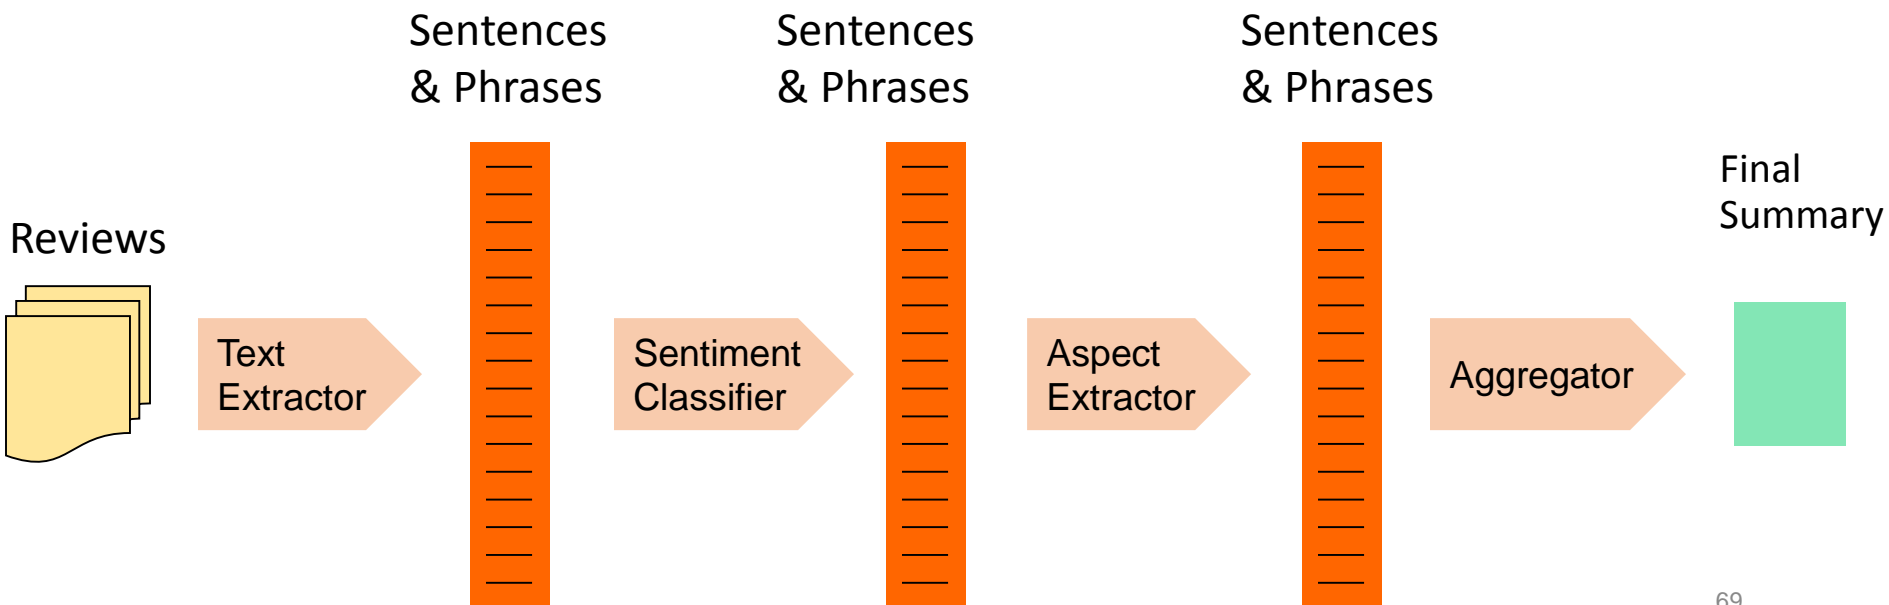 Sentences
& Phrases
Sentences
& Phrases
Sentences
& Phrases
Final
Summary
Reviews
Text
Extractor
Sentiment
Classifier
Aspect
Extractor
Aggregator
69